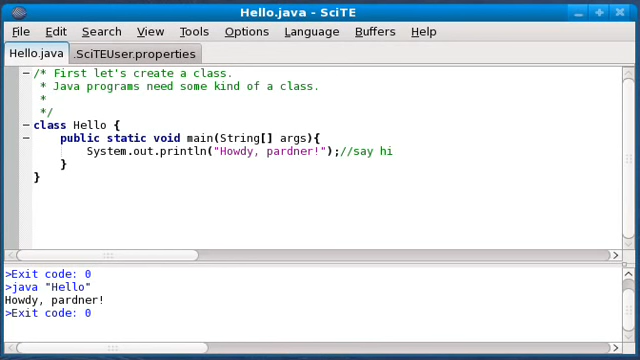 Hello.java - SciTE
File Edit Search View Tools Options Language Buffers Help
Hello.java .SciTEUser.properties
/* First let's create a class.
 * Java programs need some kind of a class.
 *
 */
class Hello {
    public static void main(String[] args){
        System.out.println("Howdy, pardner!");//say hi
    }
}
>Exit code: 0
>java "Hello"
Howdy, pardner!
>Exit code: 0